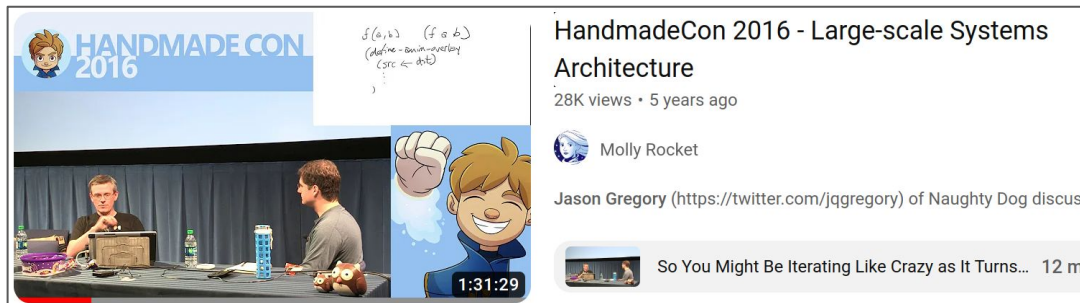 HANDMADE CON
2016
f(a,b) (f a b)
(define-anim-overlay
(src ← dst)
⋮
)
1:31:29
HandmadeCon 2016 - Large-scale Systems
Architecture
28K views • 5 years ago
Molly Rocket
Jason Gregory (https://twitter.com/jqgregory) of Naughty Dog discus
So You Might Be Iterating Like Crazy as It Turns... 12 m